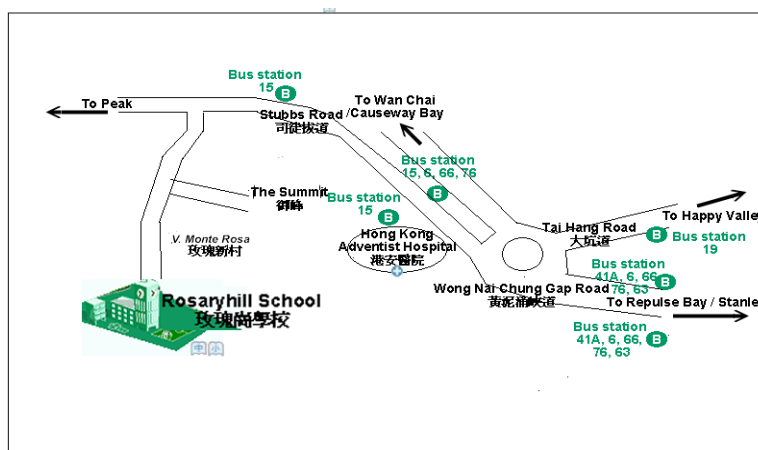 Bus station
15
To Peak
To Wan Chai
/Causeway Bay
Stubbs Road
司徒拔道
Bus station
15, 6, 66, 76
The Summit
御峰
Bus station
15
To Happy Valley
Tai Hang Road
大坑道
Bus station
19
V. Monte Rosa
玫瑰新村
Hong Kong
Adventist Hospital
港安醫院
Bus station
41A, 6, 66,
76, 63
Wong Nai Chung Gap Road
黃泥涌峽道
To Repulse Bay / Stanle
Rosaryhill School
玫瑰崗學校
Bus station
41A, 6, 66,
76, 63
B
B
B
B
B
B
中
小